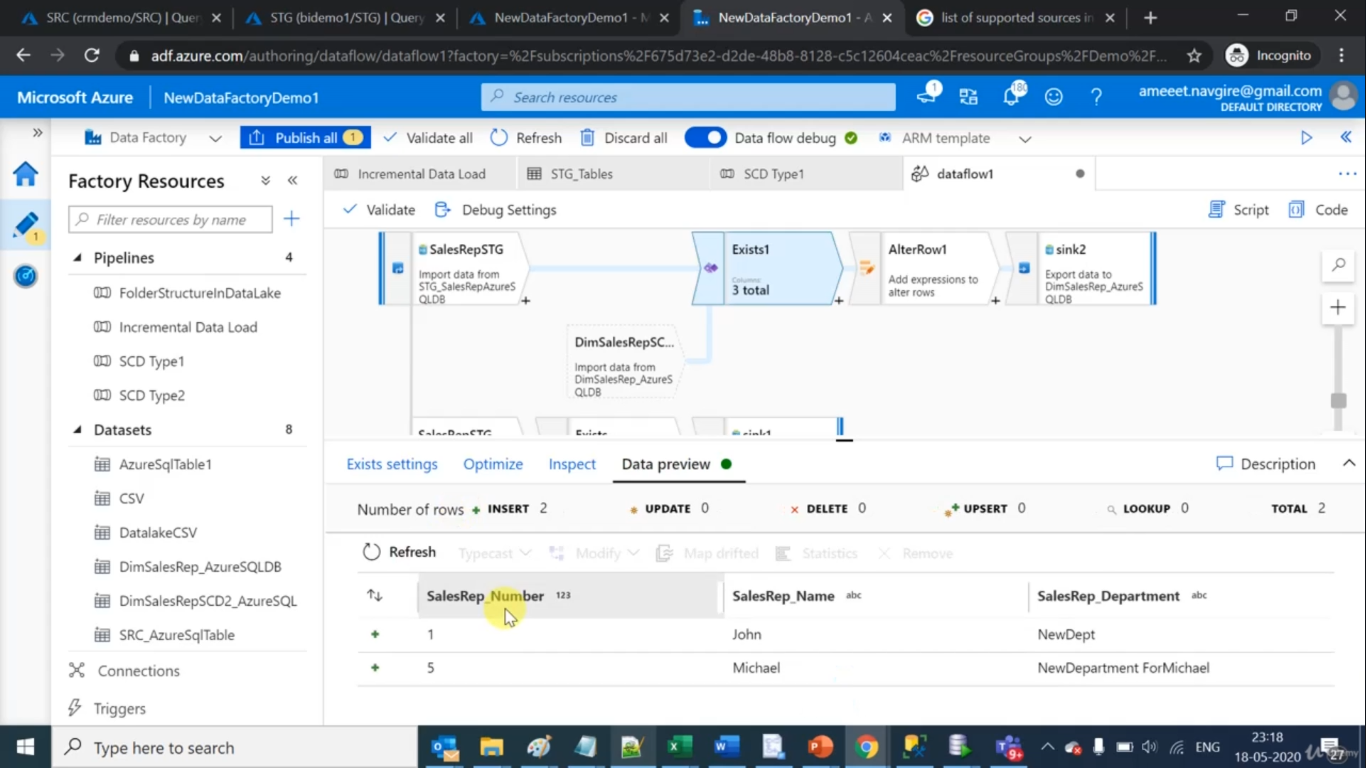 SRC (crmdemo/SRC) | Quer
STG (bidemo1/STG) | Query
NewDataFactoryDemo1 - M
NewDataFactoryDemo1 - A
list of supported sources in
adf.azure.com/authoring/dataflow/dataflow1?factory=%2Fsubscriptions%2F675d73e2-d2de-48b8-8128-c5c12604ceac%2FresourceGroups%2FDemo%2F...
Incognito
Microsoft Azure
NewDataFactoryDemo1
Search resources
1
180
ameeet.navgire@gmail.com
DEFAULT DIRECTORY
Data Factory
Publish all 1
Validate all
Refresh
Discard all
Data flow debug
ARM template
Factory Resources
Incremental Data Load
STG_Tables
SCD Type1
dataflow1
Filter resources by name
Validate
Debug Settings
Script
Code
1
Pipelines 4
FolderStructureInDataLake
Incremental Data Load
SCD Type1
SCD Type2
Datasets 8
AzureSqlTable1
CSV
DatalakeCSV
DimSalesRep_AzureSQLDB
DimSalesRepSCD2_AzureSQL
SRC_AzureSqlTable
Connections
Triggers
SalesRepSTG
Import data from
STG_SalesRepAzureS
QLDB
Exists1
Columns:
3 total
AlterRow1
Add expressions to
alter rows
sink2
Export data to
DimSalesRep_AzureS
QLDB
DimSalesRepSC...
Import data from
DimSalesRep_AzureS
QLDB
SalesRepSTG
Exists
sink1
Exists settings
Optimize
Inspect
Data preview
Description
Number of rows
INSERT 2
UPDATE 0
DELETE 0
UPSERT 0
LOOKUP 0
TOTAL 2
Refresh
Typecast
Modify
Map drifted
Statistics
Remove
SalesRep_Number 123
SalesRep_Name abc
SalesRep_Department abc
1 John NewDept
5 Michael NewDepartment ForMichael
Type here to search
9+
ENG
23:18
18-05-2020
27